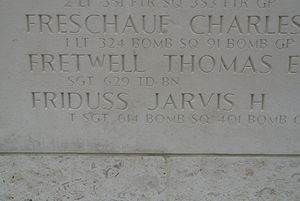 2 LT 351 FTR SQ 353 FTR GP
FRESCHAUF CHARLES
1 LT 324 BOMB SQ 91 BOMB GP
FRETWELL THOMAS E
SGT 629 TD BN
FRIDUSS JARVIS H
T SGT 614 BOMB SQ 401 BOMB G